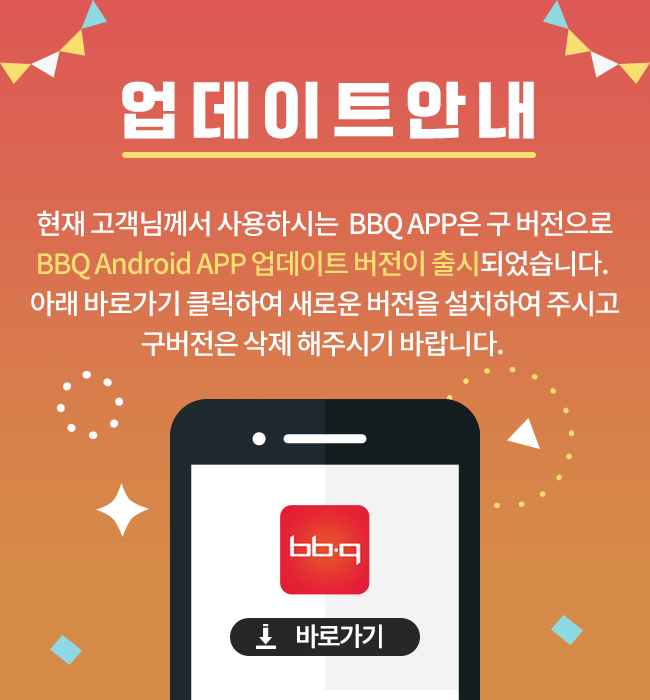 업데이트안내
현재 고객님께서 사용하시는 BBQ APP은 구 버전으로
BBQ Android APP 업데이트 버전이 출시되었습니다.
아래 바로가기 클릭하여 새로운 버전을 설치하여 주시고
구버전은 삭제 해주시기 바랍니다.
bb·q
바로가기